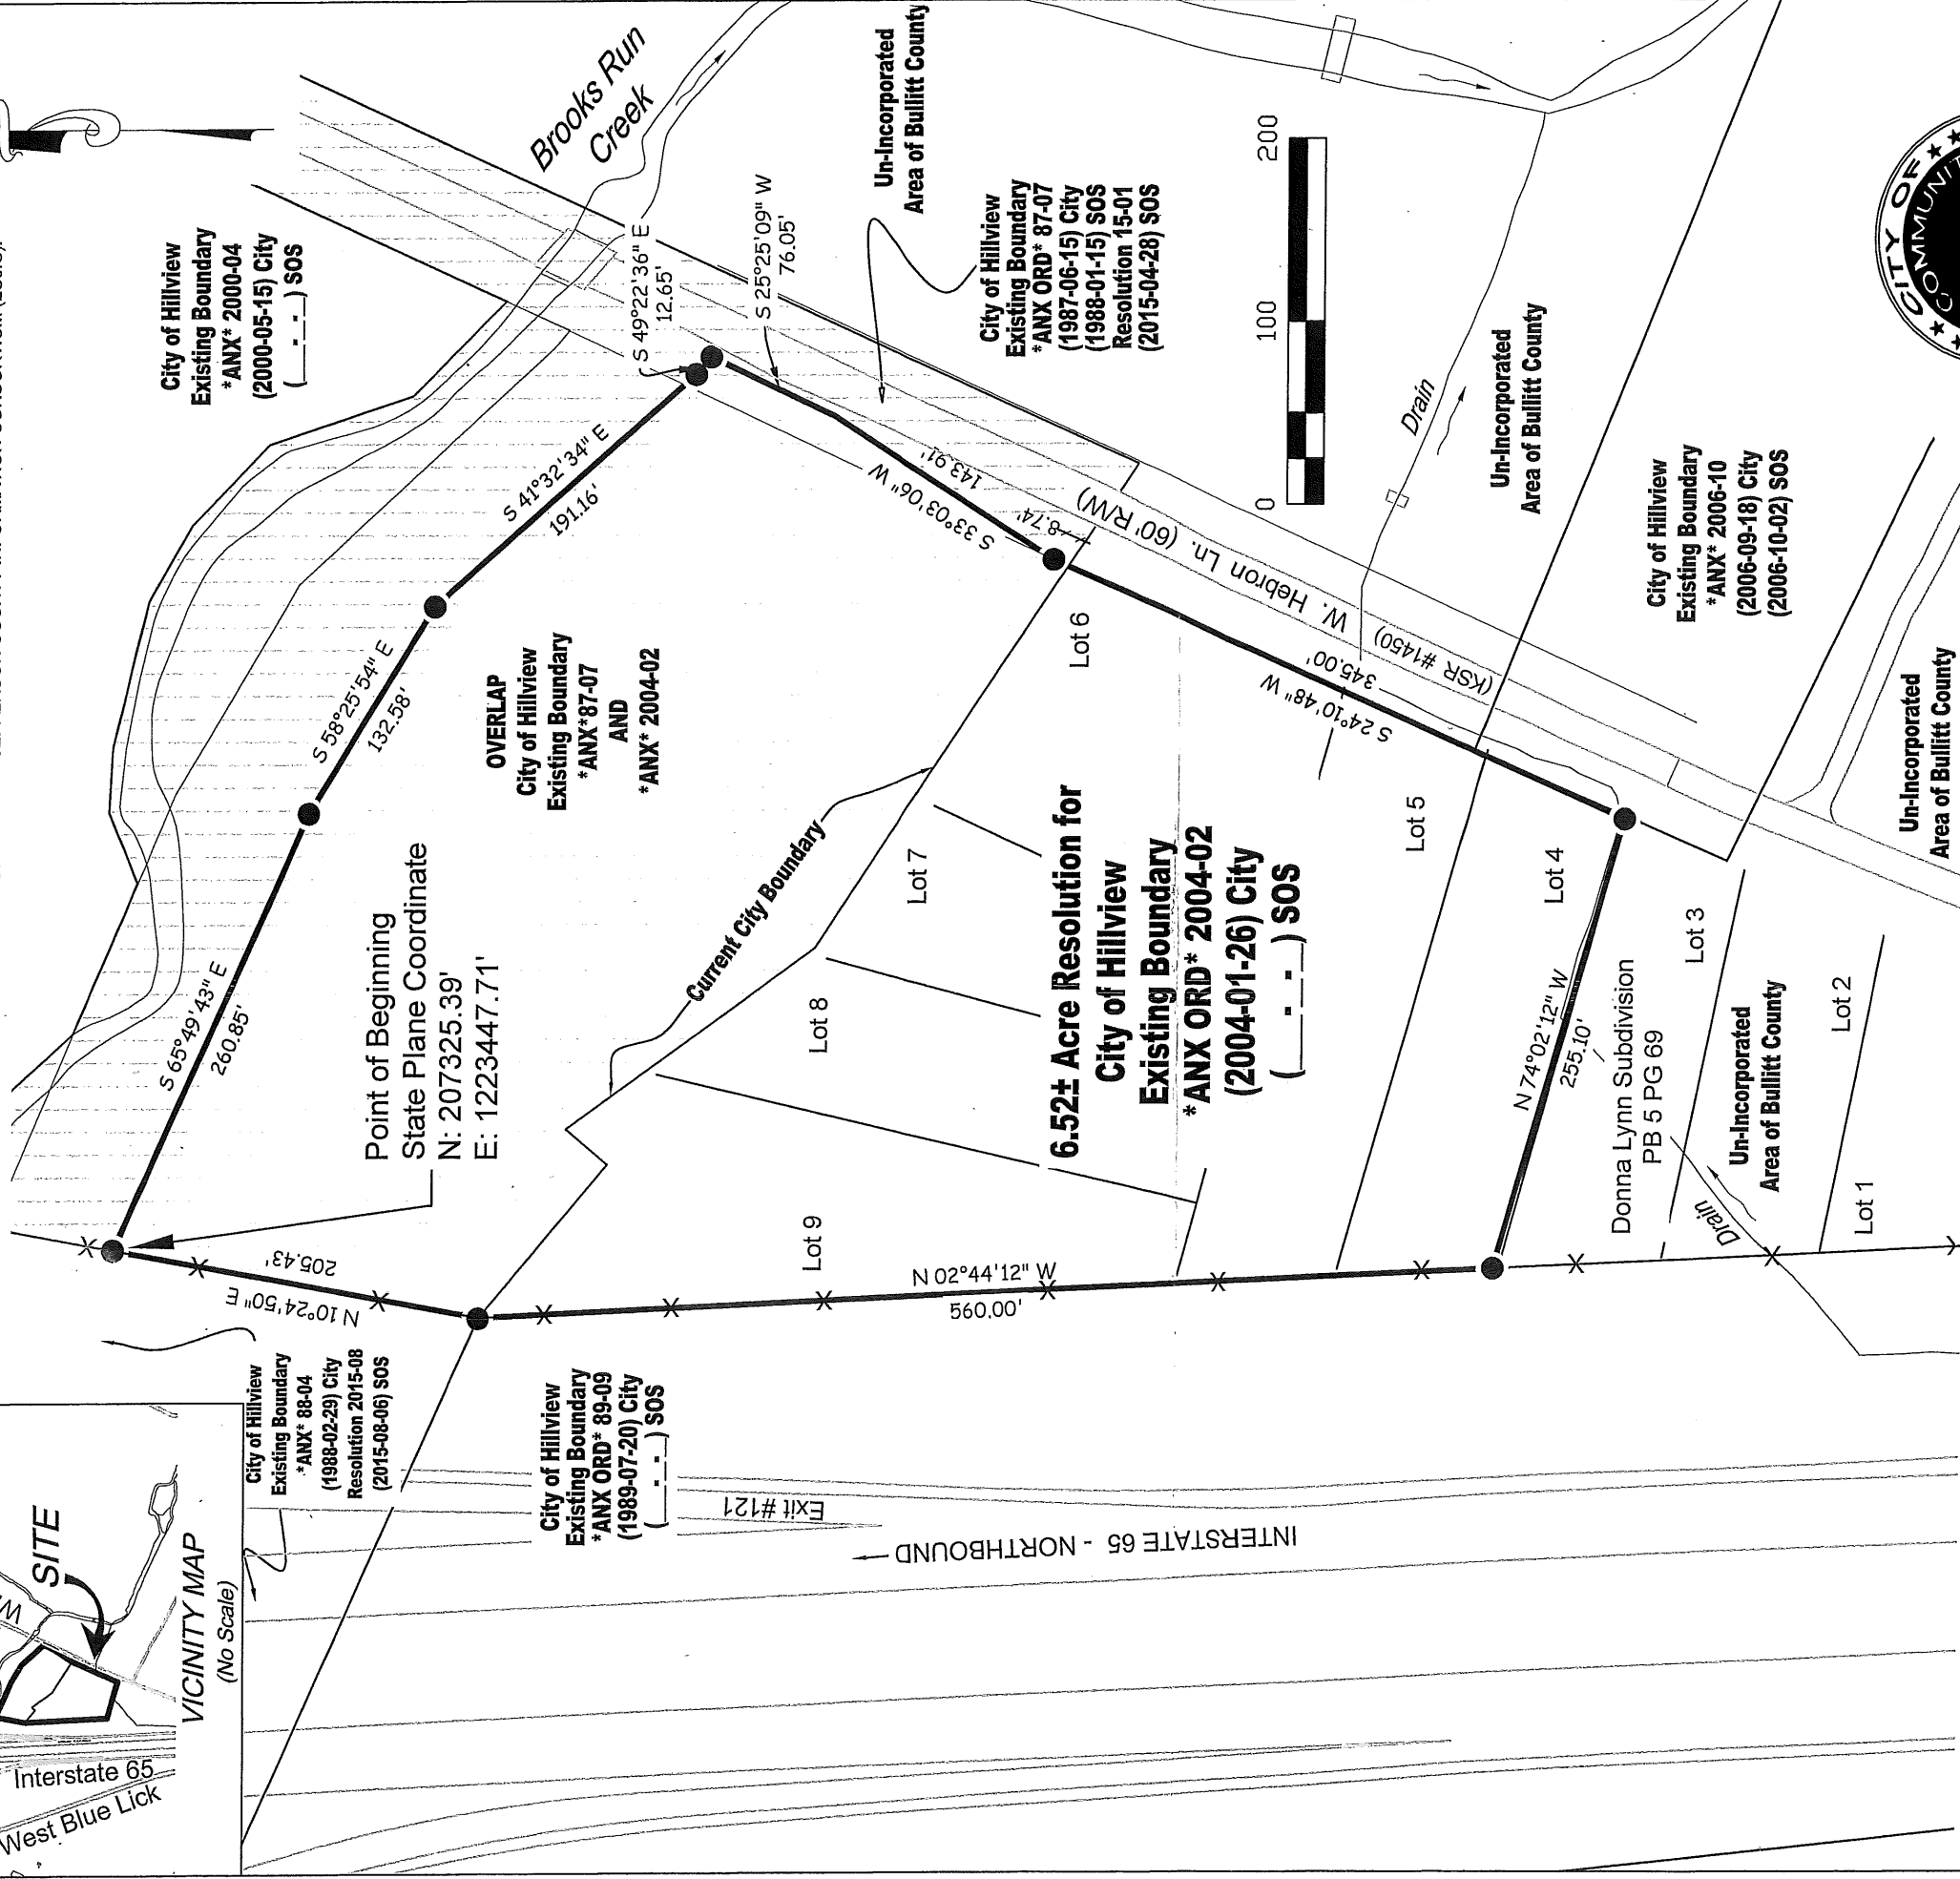 City of Hillview
Existing Boundary
*ANX* 2000-04
(2000-05-15) City
(__-_-__) SOS
Brooks Run
Creek
Un-Incorporated
Area of Bullitt County
S 49°22'36" E
12.65'
S 25°25'09" W
76.05'
City of Hillview
Existing Boundary
*ANX ORD* 87-07
(1987-06-15) City
(1988-01-15) SOS
Resolution 15-01
(2015-04-28) SOS
0 100 200
S 41°32'34" E
191.16'
S 58°25'54" E
132.58'
S 65°49'43" E
260.85'
OVERLAP
City of Hillview
Existing Boundary
*ANX*87-07
AND
*ANX* 2004-02
S 33°03'06" W
143.91'
8.74'
W. Hebron Ln. (60' R/W)
(KSR #1450)
345.00'
S 24°10'48" W
Drain
Un-Incorporated
Area of Bullitt County
City of Hillview
Existing Boundary
*ANX* 2006-10
(2006-09-18) City
(2006-10-02) SOS
Un-Incorporated
Area of Bullitt County
Point of Beginning
State Plane Coordinate
N: 207325.39'
E: 1223447.71'
Current City Boundary
Lot 6
Lot 7
Lot 8
Lot 9
Lot 5
Lot 4
Lot 3
Lot 2
Lot 1
6.52± Acre Resolution for
City of Hillview
Existing Boundary
*ANX ORD* 2004-02
(2004-01-26) City
(__-_-__) SOS
N 74°02'12" W
255.10'
Donna Lynn Subdivision
PB 5 PG 69
Un-Incorporated
Area of Bullitt County
Drain
N 02°44'12" W
560.00'
205.43'
N 10°24'50" E
City of Hillview
Existing Boundary
*ANX* 88-04
(1988-02-29) City
Resolution 2015-08
(2015-08-06) SOS
City of Hillview
Existing Boundary
*ANX ORD* 89-09
(1989-07-20) City
(__-_-__) SOS
Exit #121
INTERSTATE 65 - NORTHBOUND
SITE
Interstate 65
West Blue Lick
VICINITY MAP
(No Scale)
CITY OF